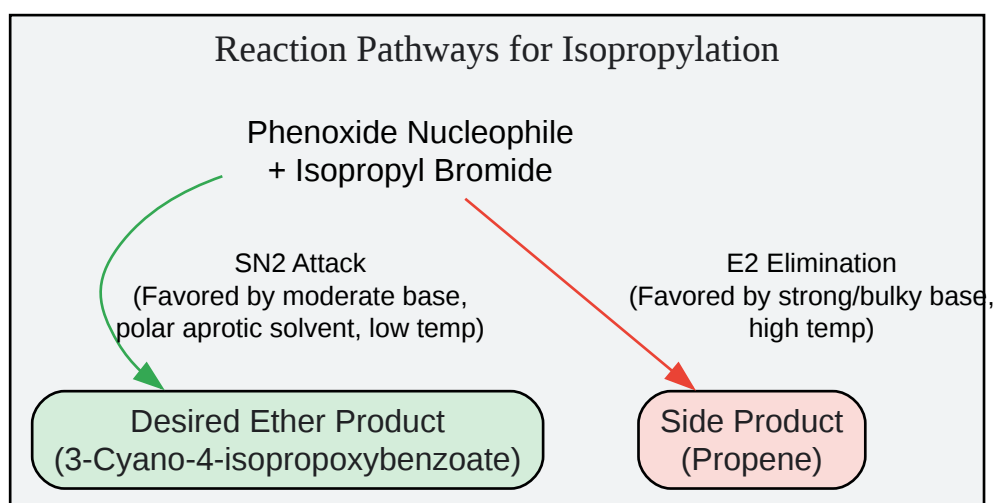 Reaction Pathways for Isopropylation
Phenoxide Nucleophile
+ Isopropyl Bromide
SN2 Attack
(Favored by moderate base,
polar aprotic solvent, low temp)
E2 Elimination
(Favored by strong/bulky base,
high temp)
Desired Ether Product
(3-Cyano-4-isopropoxybenzoate)
Side Product
(Propene)